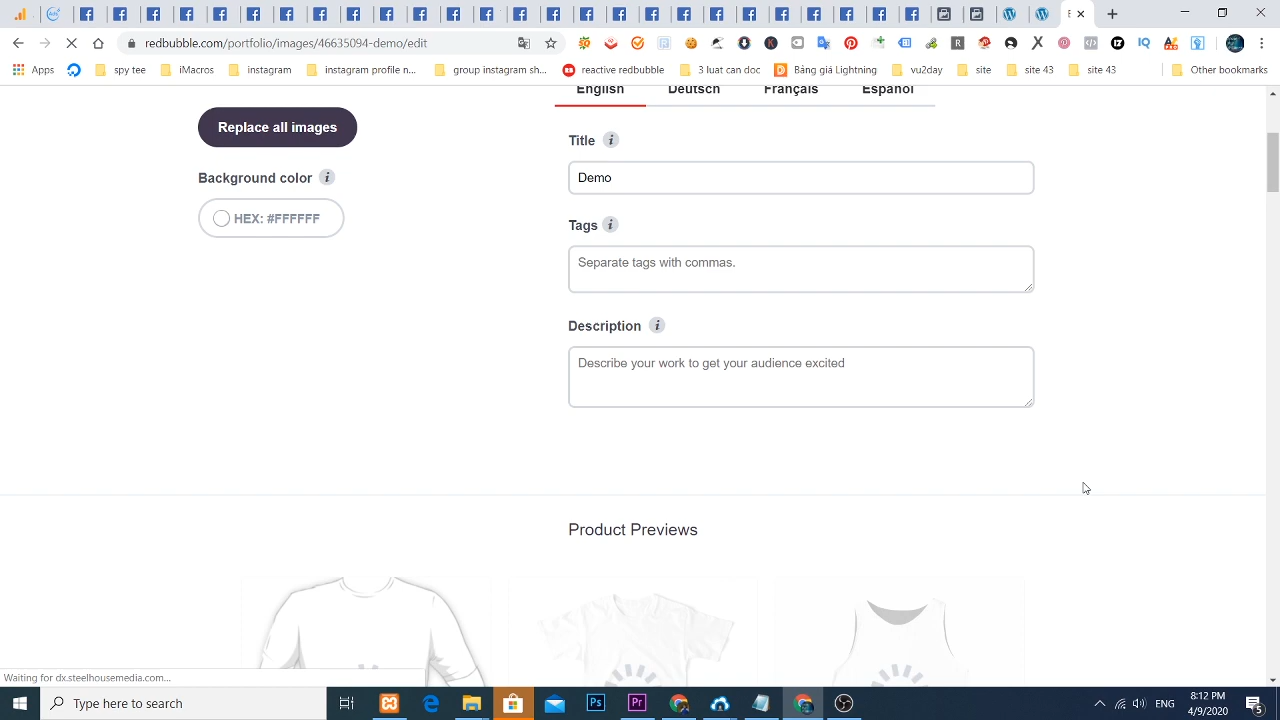 redbubble.com/portfolio/images/46635094-demo/edit
Apps
spy tee
iMacros
instagram
instagram profile n...
group instagram sh...
reactive redbubble
3 luat can doc
Bảng giá Lightning
vu2day
site
site 43
site 43
Other bookmarks
English
Deutsch
Français
Español
Replace all images
Background color
HEX: #FFFFFF
Title
Demo
Tags
Separate tags with commas.
Description
Describe your work to get your audience excited
Product Previews
Waiting for dx.steelhousemedia.com...
Type here to search
ENG
8:12 PM
4/9/2020
5